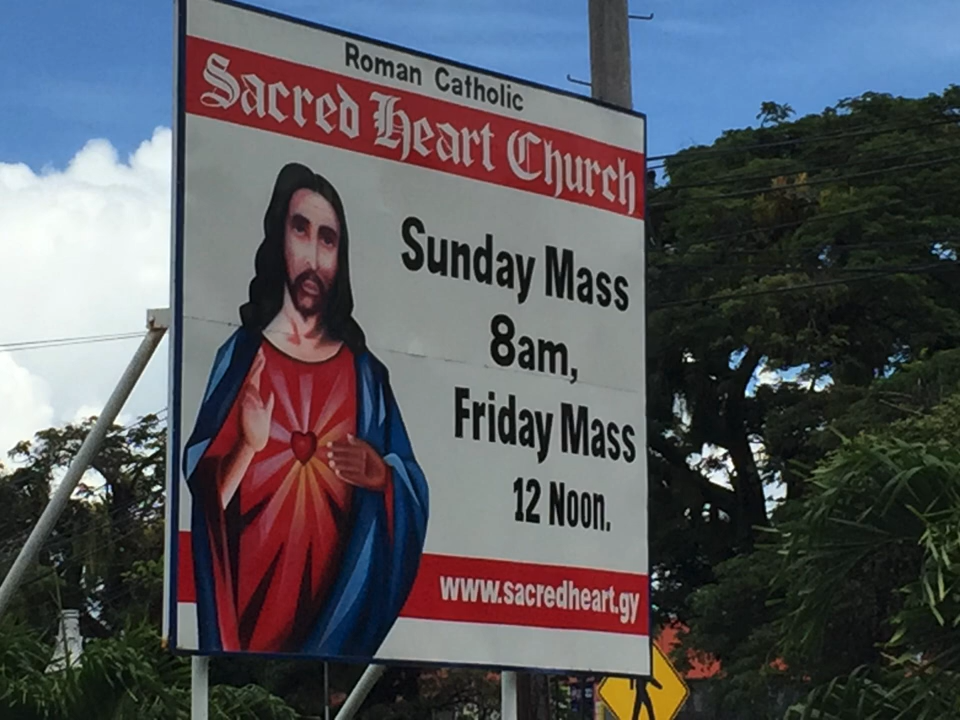 Roman Catholic
Sacred Heart Church
Sunday Mass
8am,
Friday Mass
12 Noon.
www.sacredheart.gy